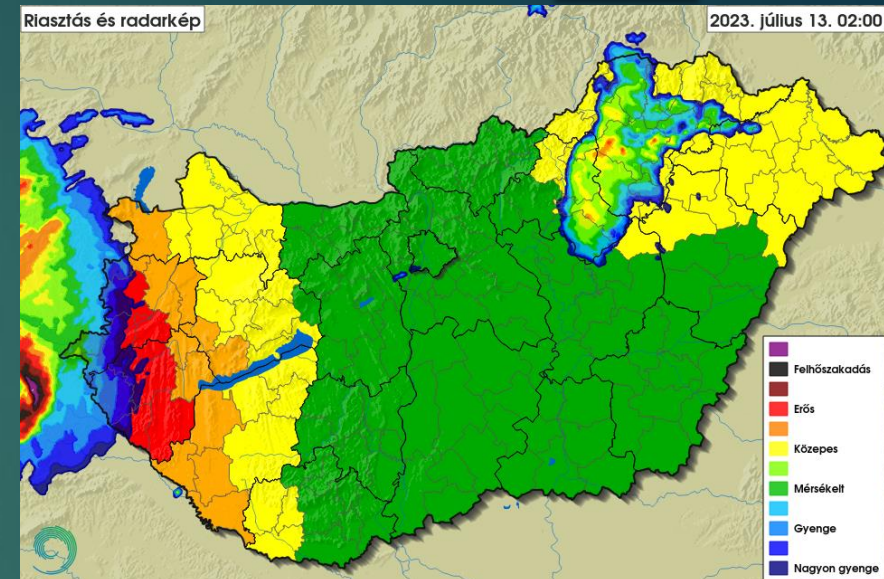 Riasztás és radarkép
2023. július 13. 02:00
Felhőszakadás
Erős
Közepes
Mérsékelt
Gyenge
Nagyon gyenge